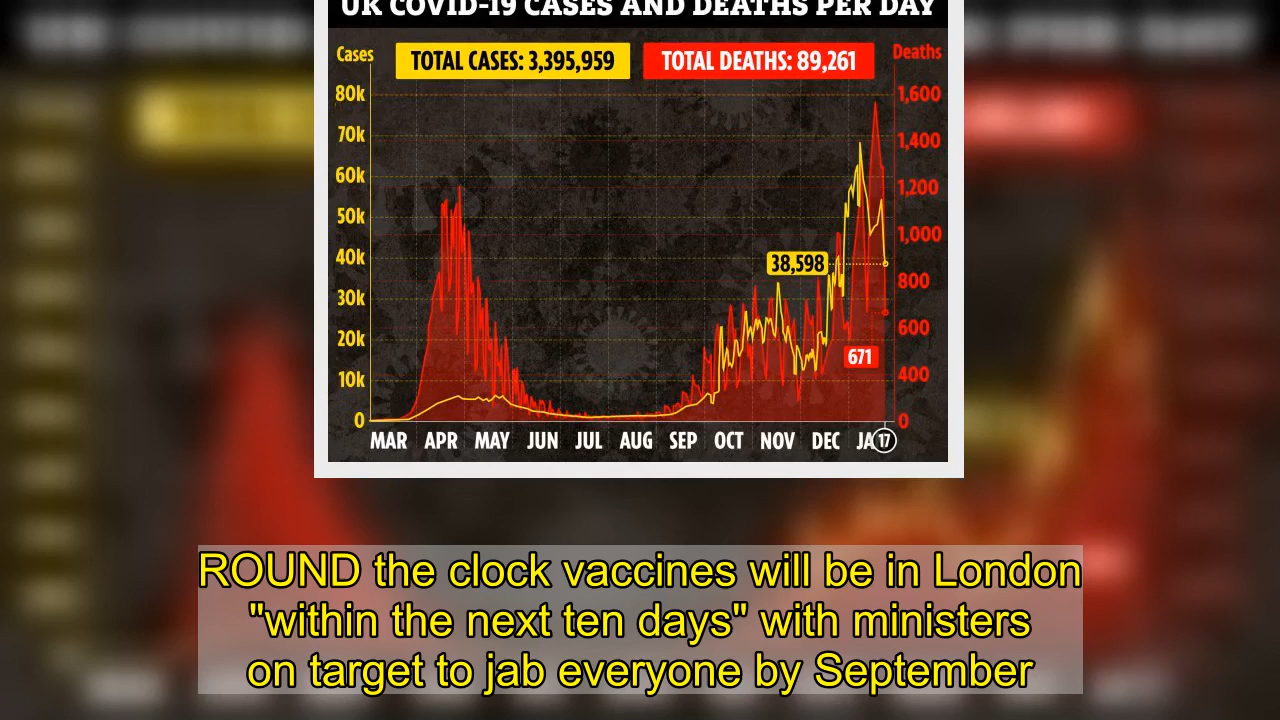 UK COVID-19 CASES AND DEATHS PER DAY
Cases
TOTAL CASES: 3,395,959
TOTAL DEATHS: 89,261
Deaths
80k
1,600
70k
1,400
60k
1,200
50k
1,000
40k
38,598
800
30k
600
20k
671
400
10k
0
0
MAR APR MAY JUN JUL AUG SEP OCT NOV DEC JA 17
ROUND the clock vaccines will be in London
"within the next ten days" with ministers
on target to jab everyone by September